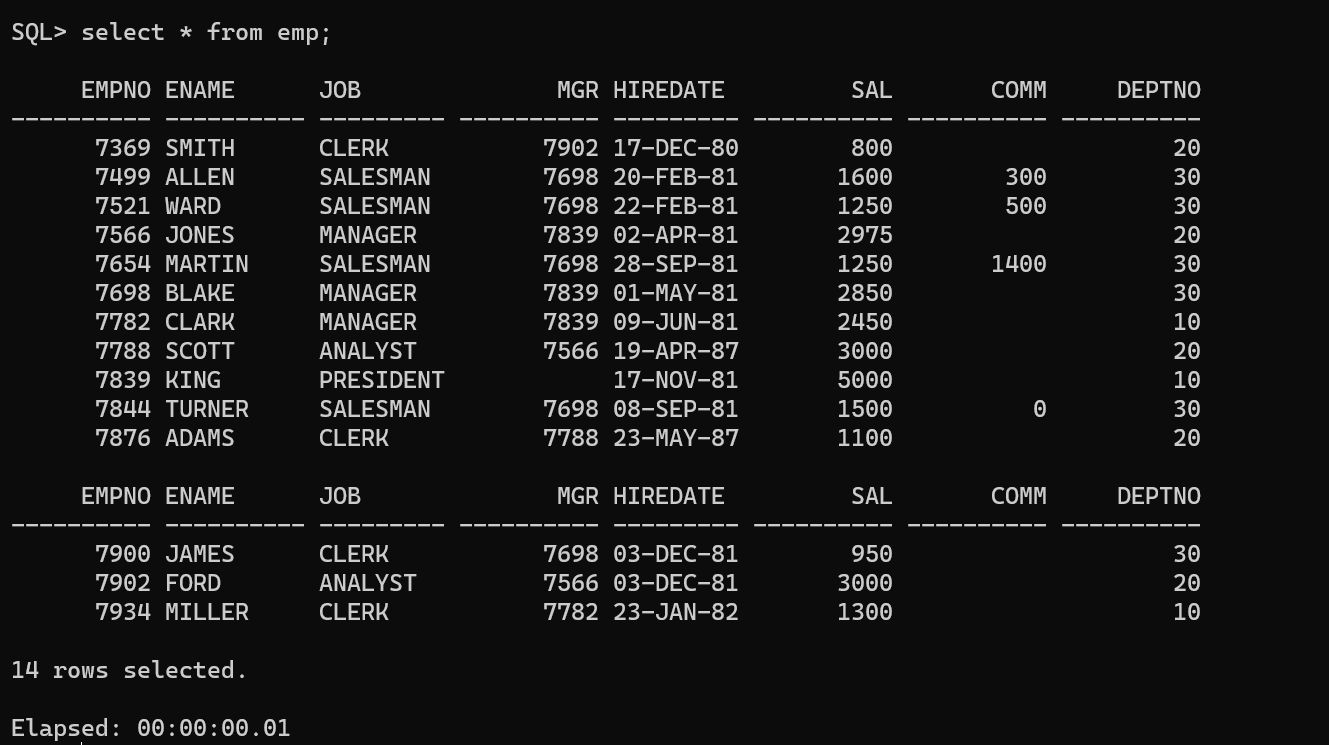 SQL> select * from emp;
     EMPNO ENAME      JOB              MGR HIREDATE         SAL       COMM     DEPTNO
---------- ---------- --------- ---------- --------- ---------- ---------- ----------
      7369 SMITH      CLERK           7902 17-DEC-80        800                    20
      7499 ALLEN      SALESMAN        7698 20-FEB-81       1600        300         30
      7521 WARD       SALESMAN        7698 22-FEB-81       1250        500         30
      7566 JONES      MANAGER         7839 02-APR-81       2975                    20
      7654 MARTIN     SALESMAN        7698 28-SEP-81       1250       1400         30
      7698 BLAKE      MANAGER         7839 01-MAY-81       2850                    30
      7782 CLARK      MANAGER         7839 09-JUN-81       2450                    10
      7788 SCOTT      ANALYST         7566 19-APR-87       3000                    20
      7839 KING       PRESIDENT            17-NOV-81       5000                    10
      7844 TURNER     SALESMAN        7698 08-SEP-81       1500          0         30
      7876 ADAMS      CLERK           7788 23-MAY-87       1100                    20
     EMPNO ENAME      JOB              MGR HIREDATE         SAL       COMM     DEPTNO
---------- ---------- --------- ---------- --------- ---------- ---------- ----------
      7900 JAMES      CLERK           7698 03-DEC-81        950                    30
      7902 FORD       ANALYST         7566 03-DEC-81       3000                    20
      7934 MILLER     CLERK           7782 23-JAN-82       1300                    10
14 rows selected.
Elapsed: 00:00:00.01